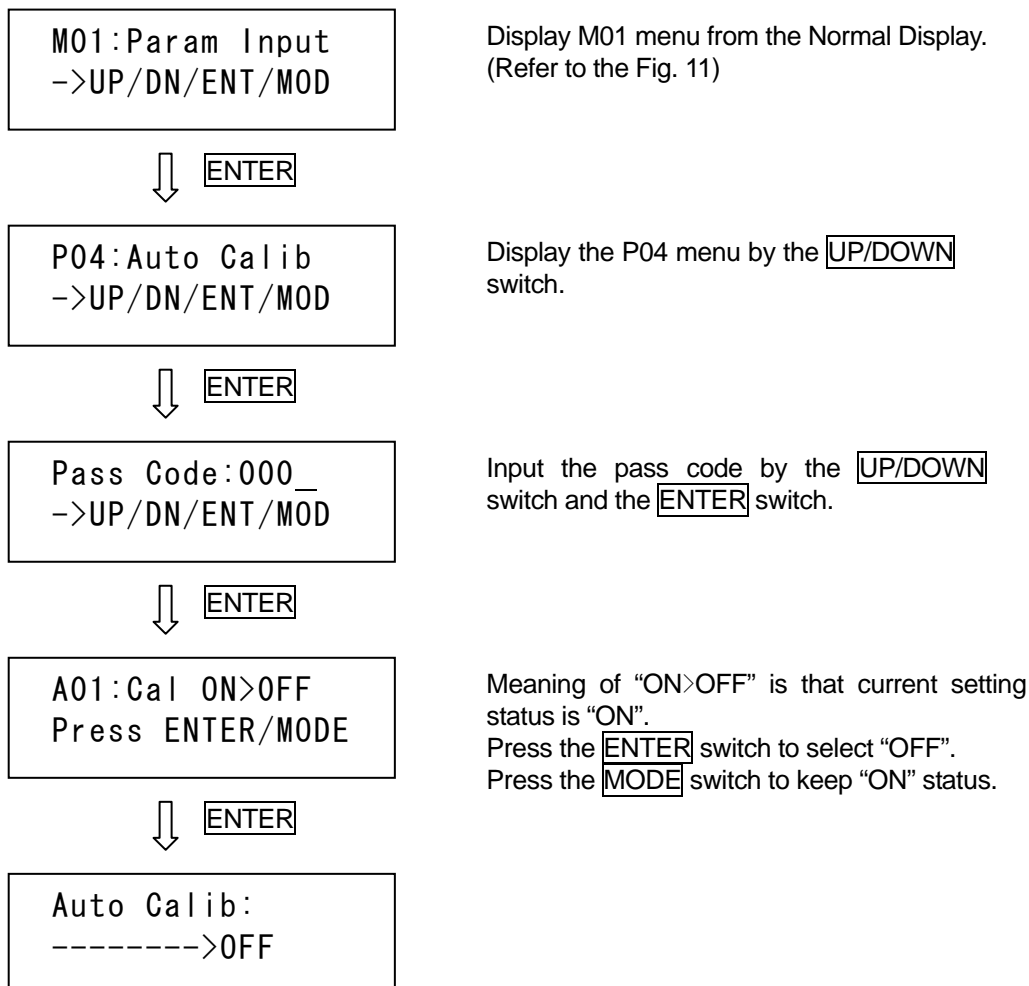 M01:Param Input
->UP/DN/ENT/MOD
Display M01 menu from the Normal Display.
(Refer to the Fig. 11)
ENTER
P04:Auto Calib
->UP/DN/ENT/MOD
Display the P04 menu by the UP/DOWN
switch.
ENTER
Pass Code:000_
->UP/DN/ENT/MOD
Input the pass code by the UP/DOWN
switch and the ENTER switch.
ENTER
A01:Cal ON>OFF
Press ENTER/MODE
Meaning of “ON>OFF” is that current setting
status is “ON”.
Press the ENTER switch to select “OFF”.
Press the MODE switch to keep “ON” status.
ENTER
Auto Calib:
-------->OFF